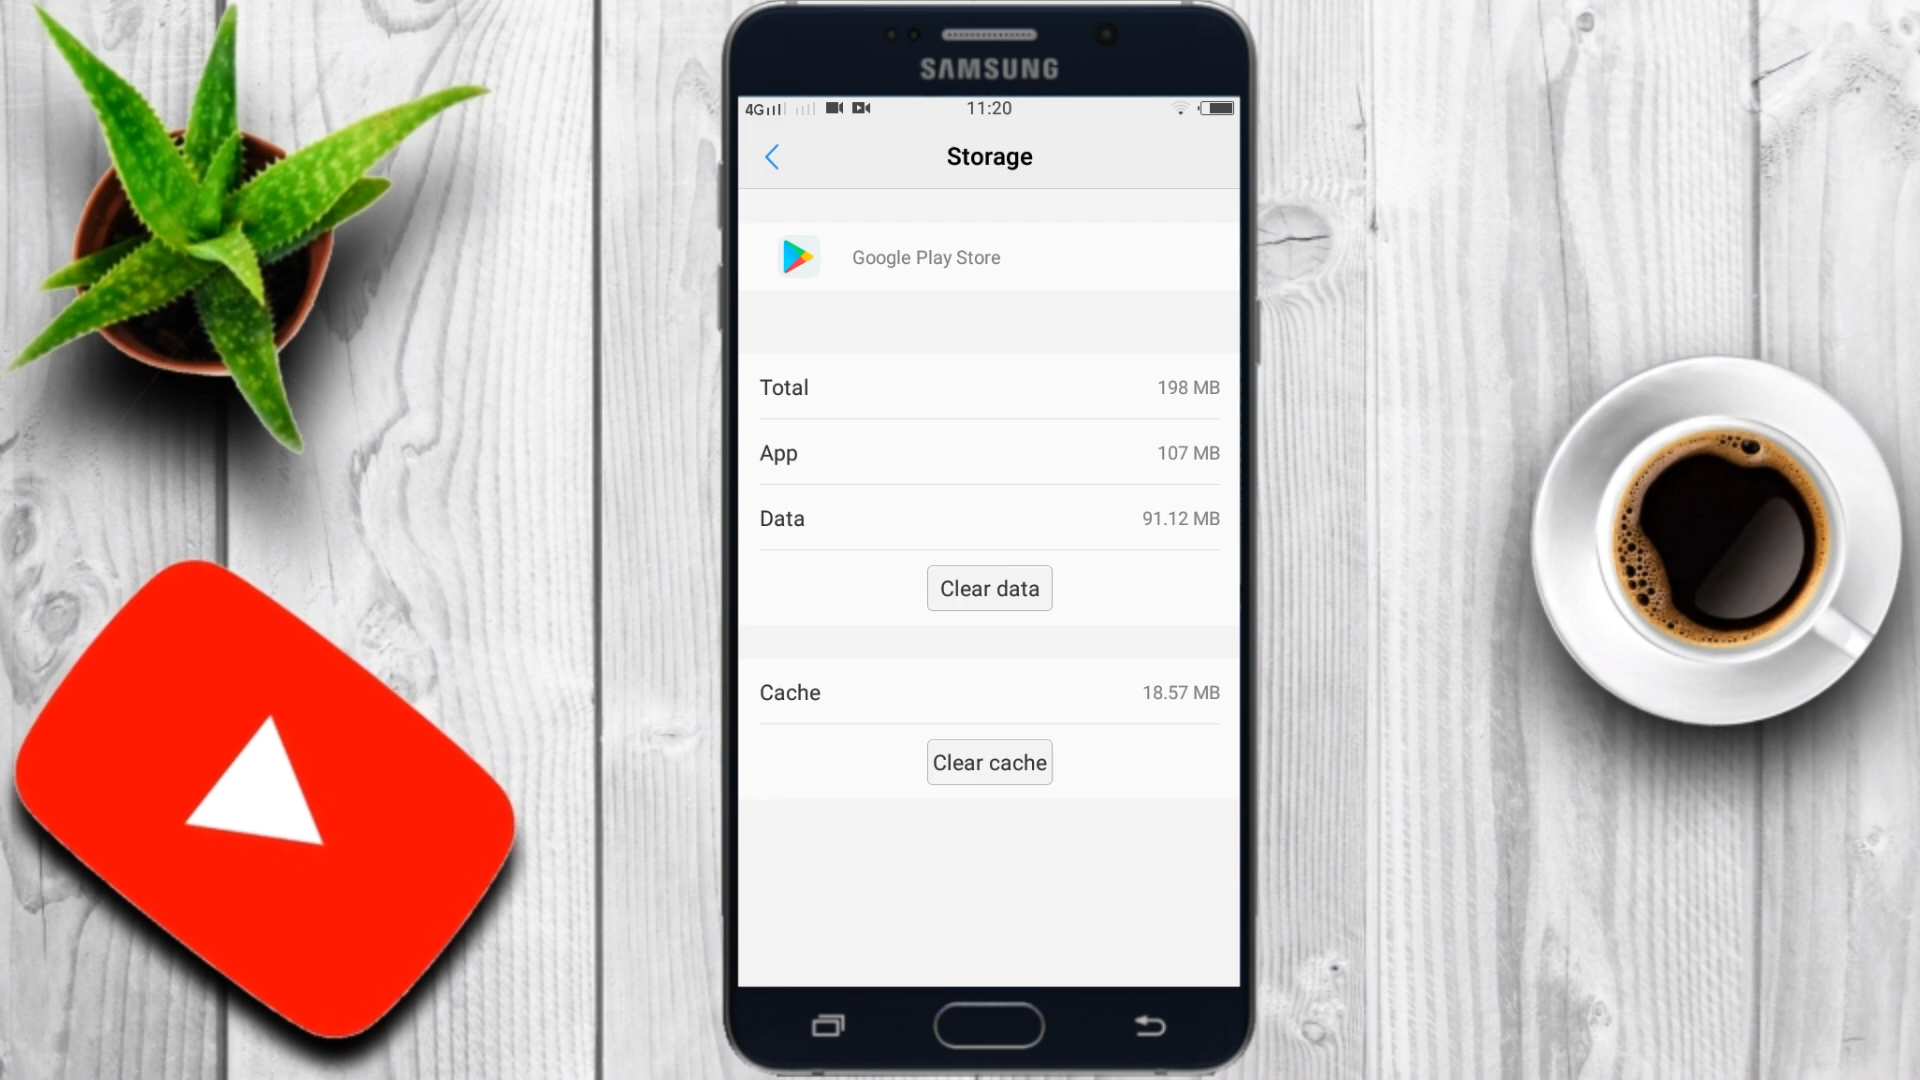 SAMSUNG
4G 11:20
Storage
Google Play Store
Total 198 MB
App 107 MB
Data 91.12 MB
Clear data
Cache 18.57 MB
Clear cache